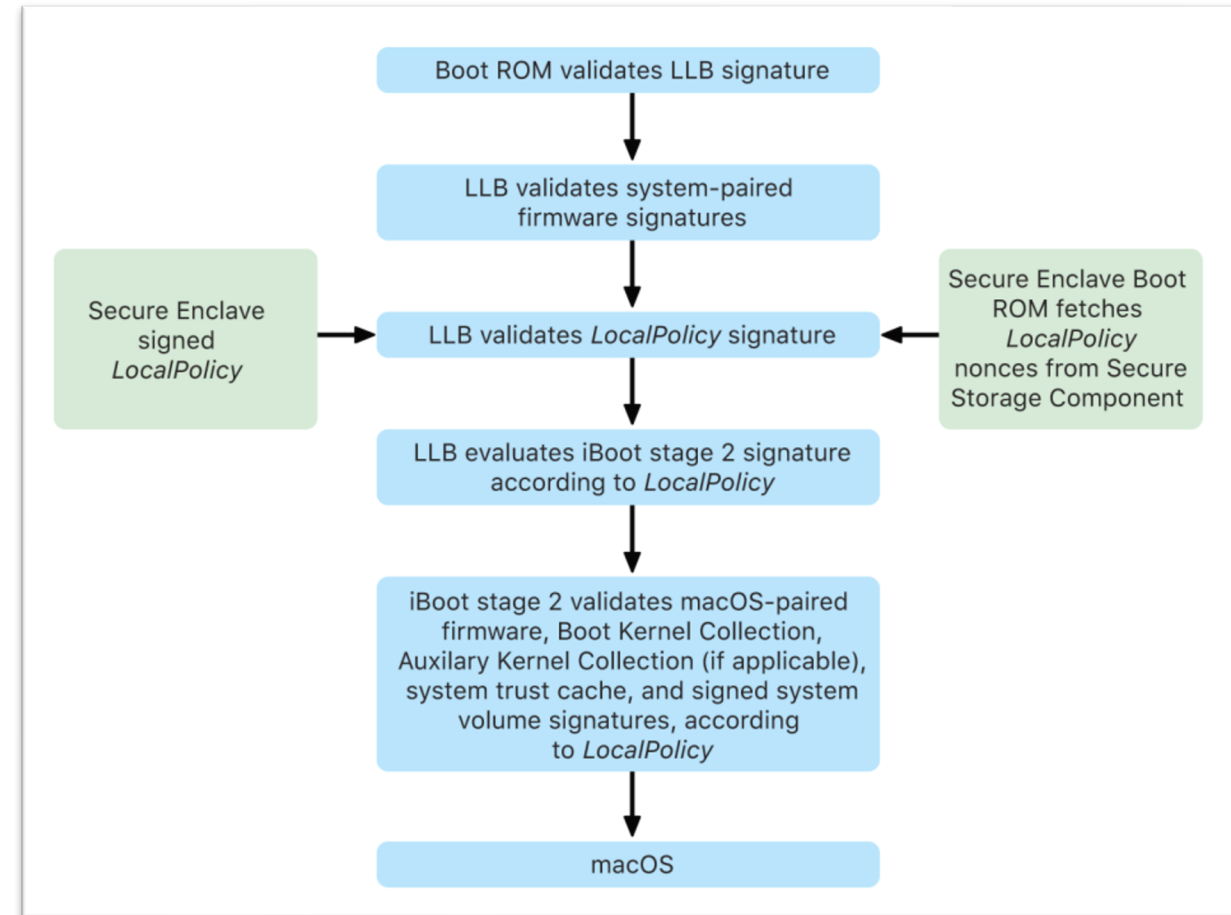 Boot ROM validates LLB signature
LLB validates system-paired
firmware signatures
Secure Enclave
signed
LocalPolicy
LLB validates LocalPolicy signature
Secure Enclave Boot
ROM fetches
LocalPolicy
nonces from Secure
Storage Component
LLB evaluates iBoot stage 2 signature
according to LocalPolicy
iBoot stage 2 validates macOS-paired
firmware, Boot Kernel Collection,
Auxilary Kernel Collection (if applicable),
system trust cache, and signed system
volume signatures, according
to LocalPolicy
macOS